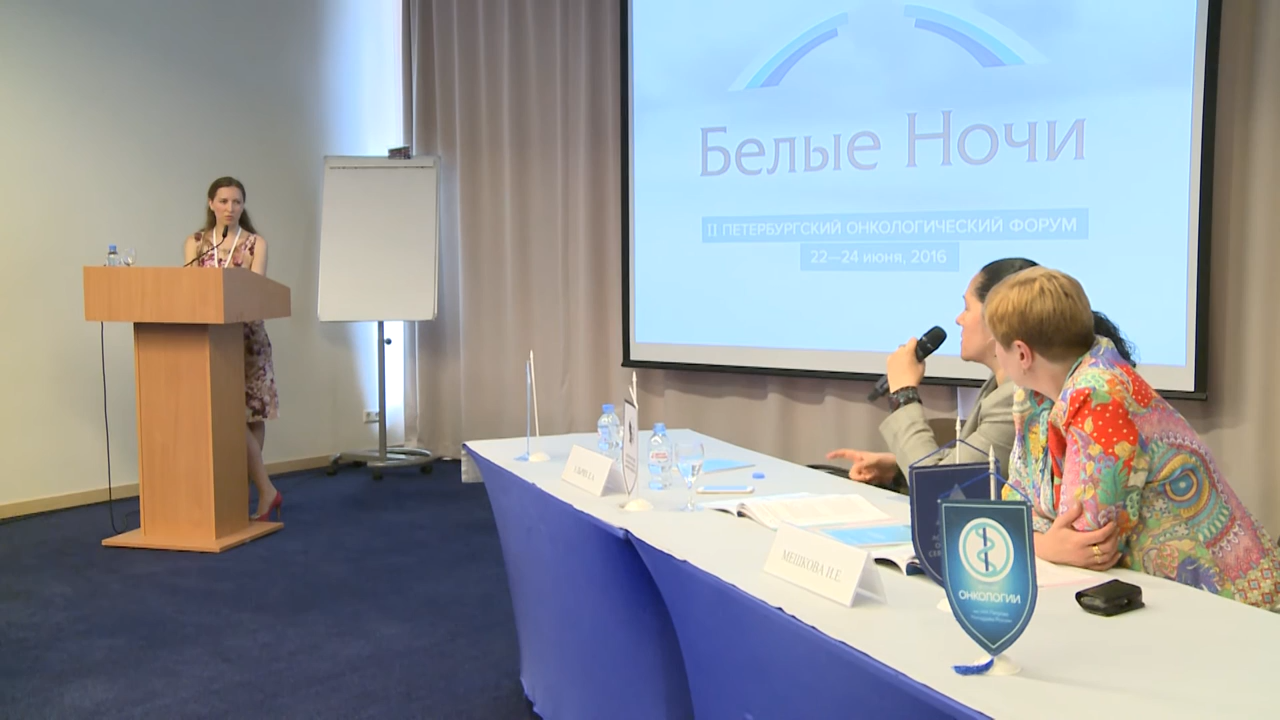 Белые Ночи
II ПЕТЕРБУРГСКИЙ ОНКОЛОГИЧЕСКИЙ ФОРУМ
22—24 июня, 2016
МЕШКОВА И.Е.
ОНКОЛОГИИ